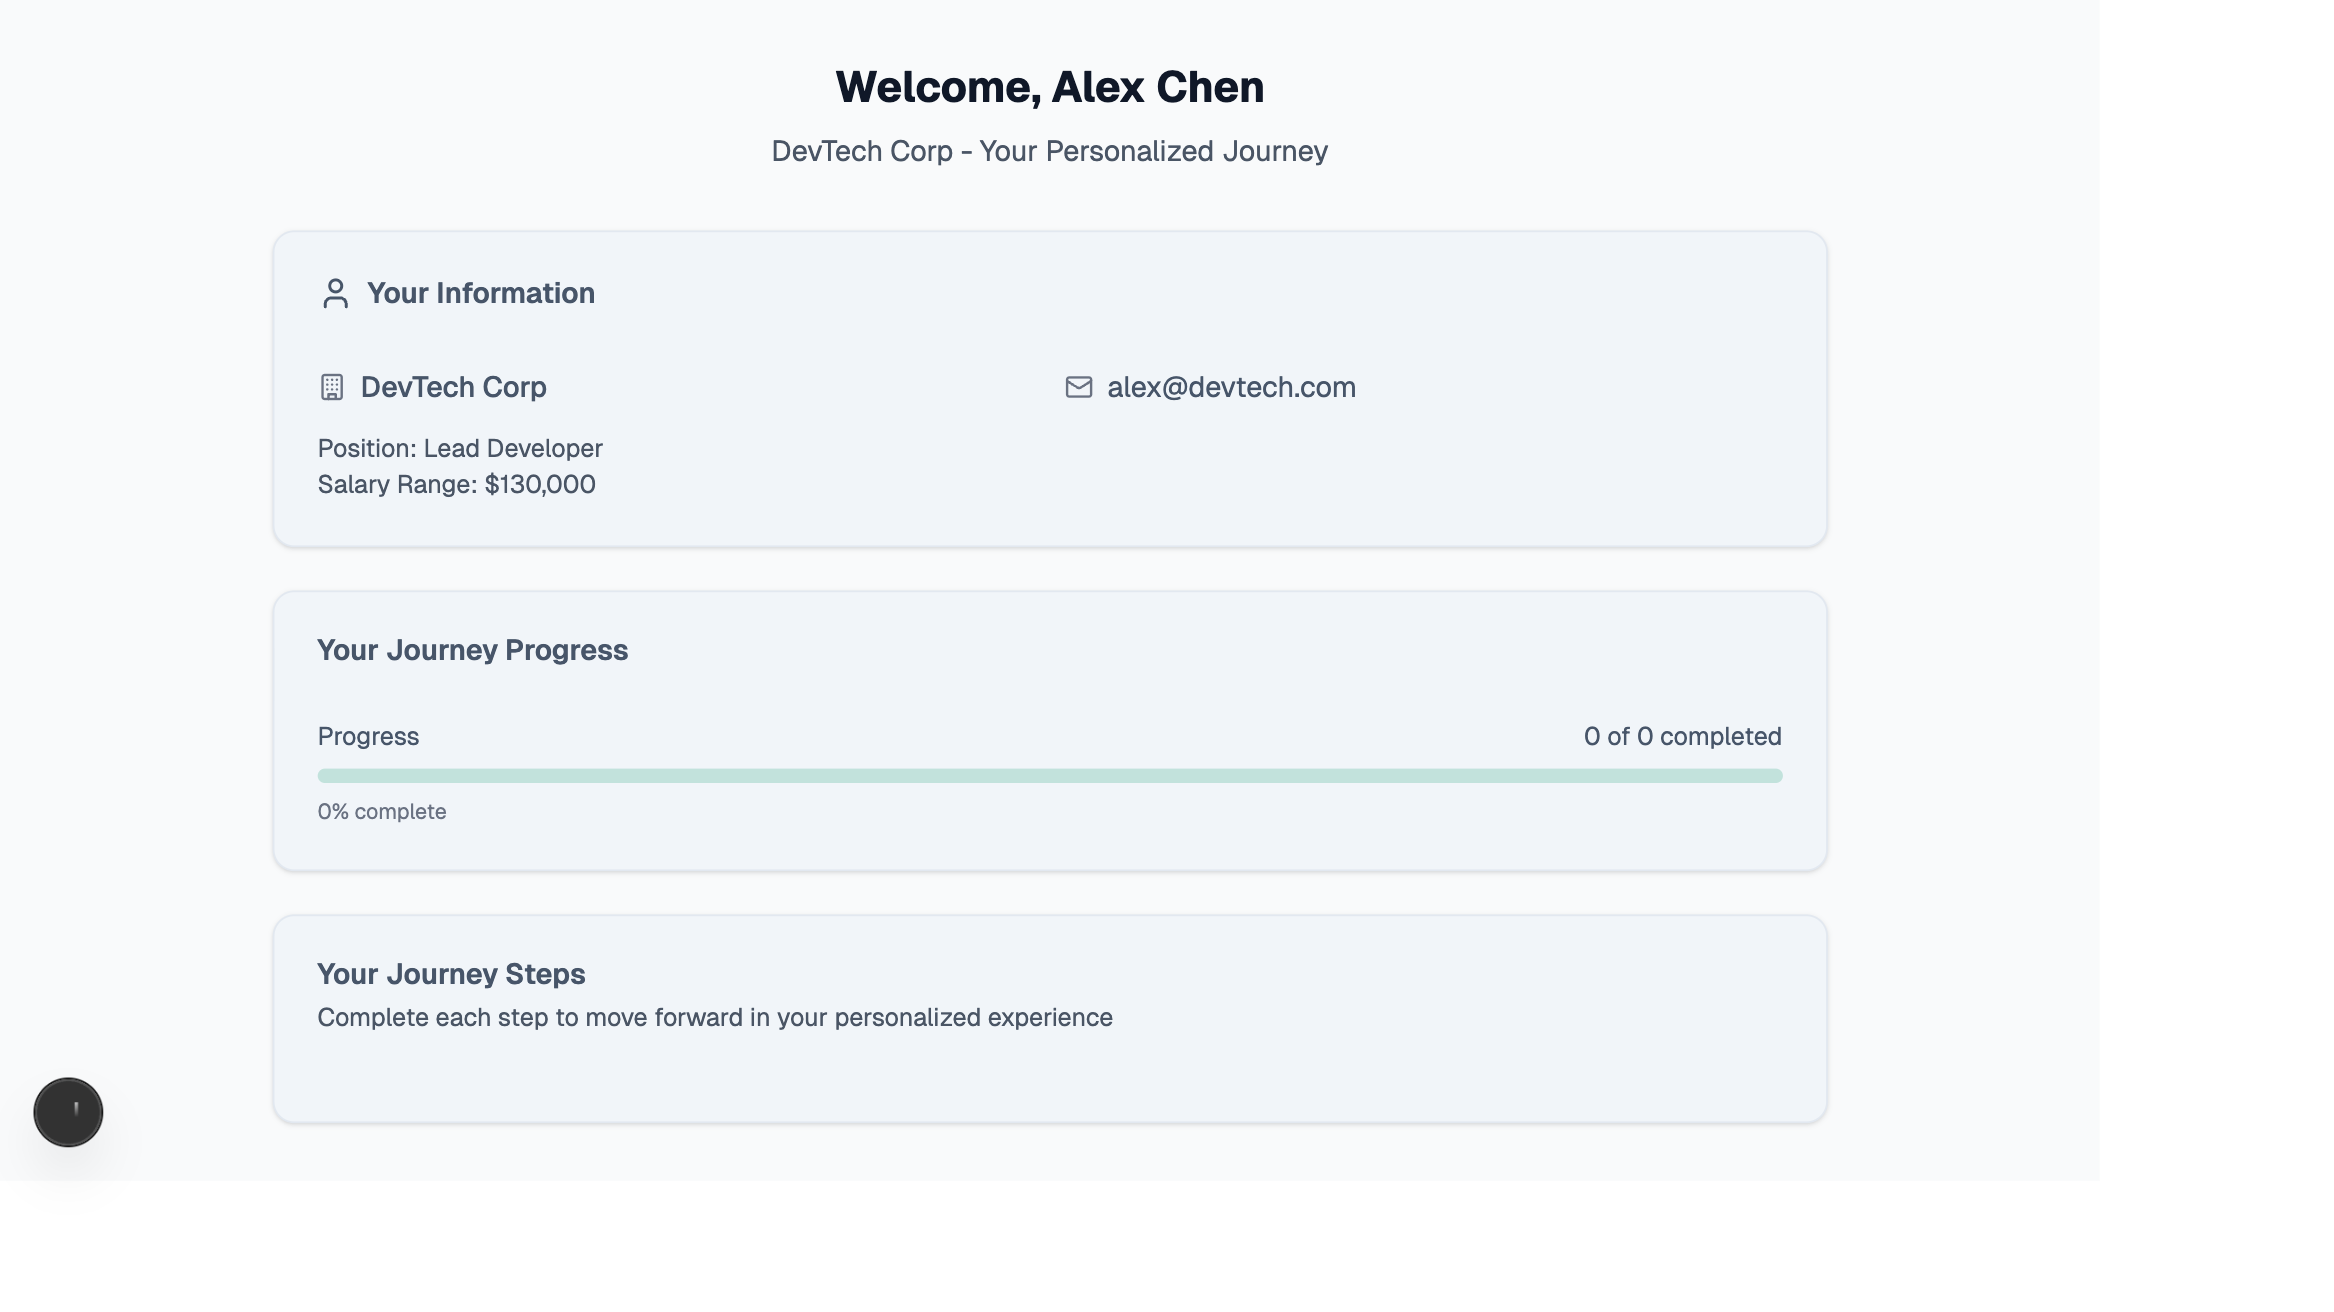 Welcome, Alex Chen
DevTech Corp - Your Personalized Journey
Your Information
DevTech Corp
alex@devtech.com
Position: Lead Developer
Salary Range: $130,000
Your Journey Progress
Progress
0 of 0 completed
0% complete
Your Journey Steps
Complete each step to move forward in your personalized experience